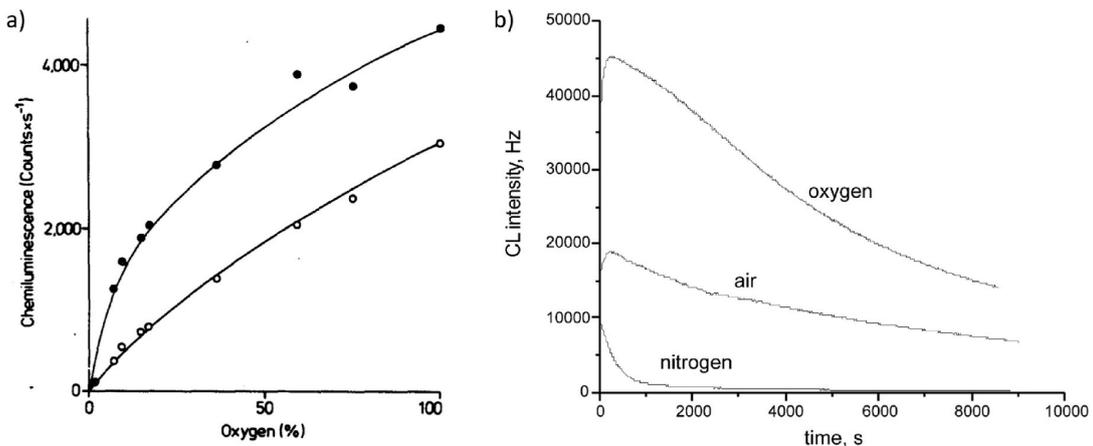 a)
4,000
2,000
0
0
50
100
Chemiluminescence (Counts×s⁻¹)
Oxygen (%)
b)
50000
40000
30000
20000
10000
0
0
2000
4000
6000
8000
10000
CL intensity, Hz
time, s
oxygen
air
nitrogen